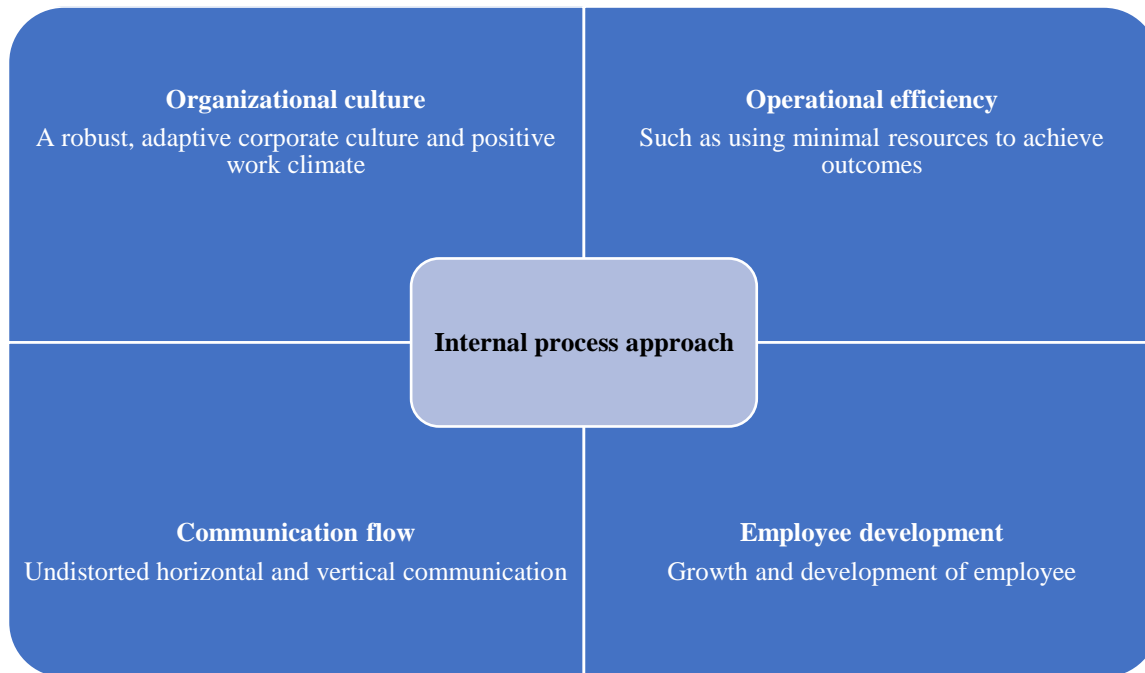 Organizational culture
A robust, adaptive corporate culture and positive
work climate
Operational efficiency
Such as using minimal resources to achieve
outcomes
Internal process approach
Communication flow
Undistorted horizontal and vertical communication
Employee development
Growth and development of employee